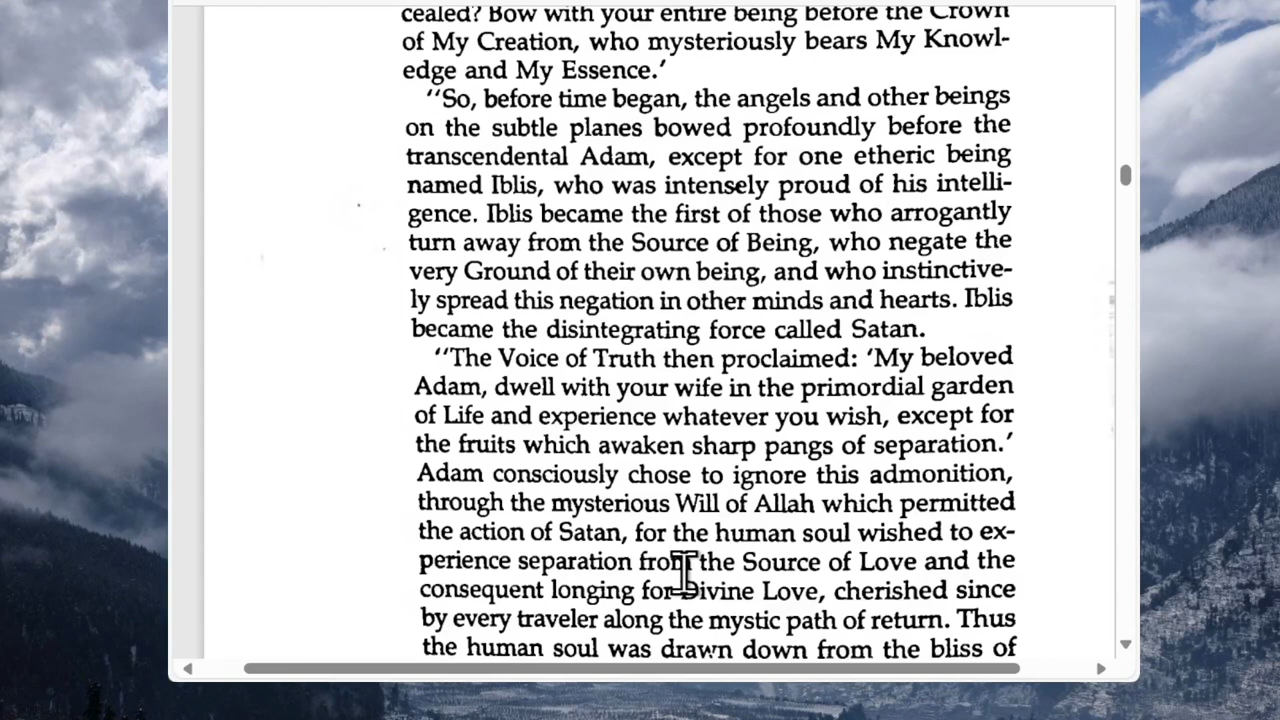 cealed? Bow with your entire being before the Crown
of My Creation, who mysteriously bears My Knowl-
edge and My Essence.’
“So, before time began, the angels and other beings
on the subtle planes bowed profoundly before the
transcendental Adam, except for one etheric being
named Iblis, who was intensely proud of his intelli-
gence. Iblis became the first of those who arrogantly
turn away from the Source of Being, who negate the
very Ground of their own being, and who instinctive-
ly spread this negation in other minds and hearts. Iblis
became the disintegrating force called Satan.
“The Voice of Truth then proclaimed: ‘My beloved
Adam, dwell with your wife in the primordial garden
of Life and experience whatever you wish, except for
the fruits which awaken sharp pangs of separation.’
Adam consciously chose to ignore this admonition,
through the mysterious Will of Allah which permitted
the action of Satan, for the human soul wished to ex-
perience separation from the Source of Love and the
consequent longing for Divine Love, cherished since
by every traveler along the mystic path of return. Thus
the human soul was drawn down from the bliss of